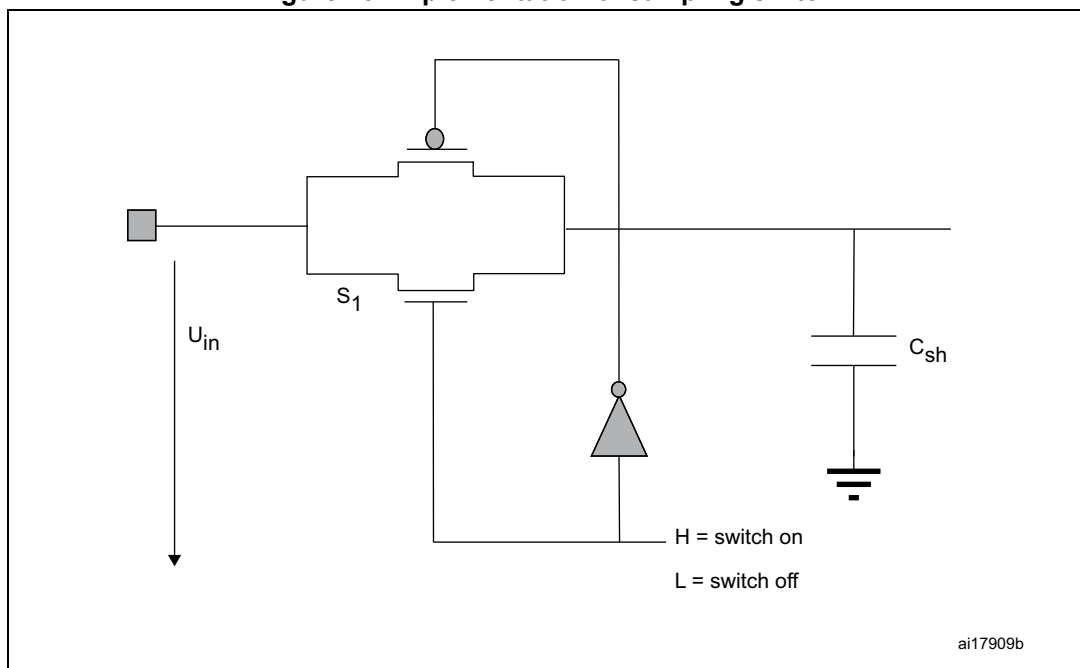 S1
Uin
Csh
H = switch on
L = switch off
ai17909b